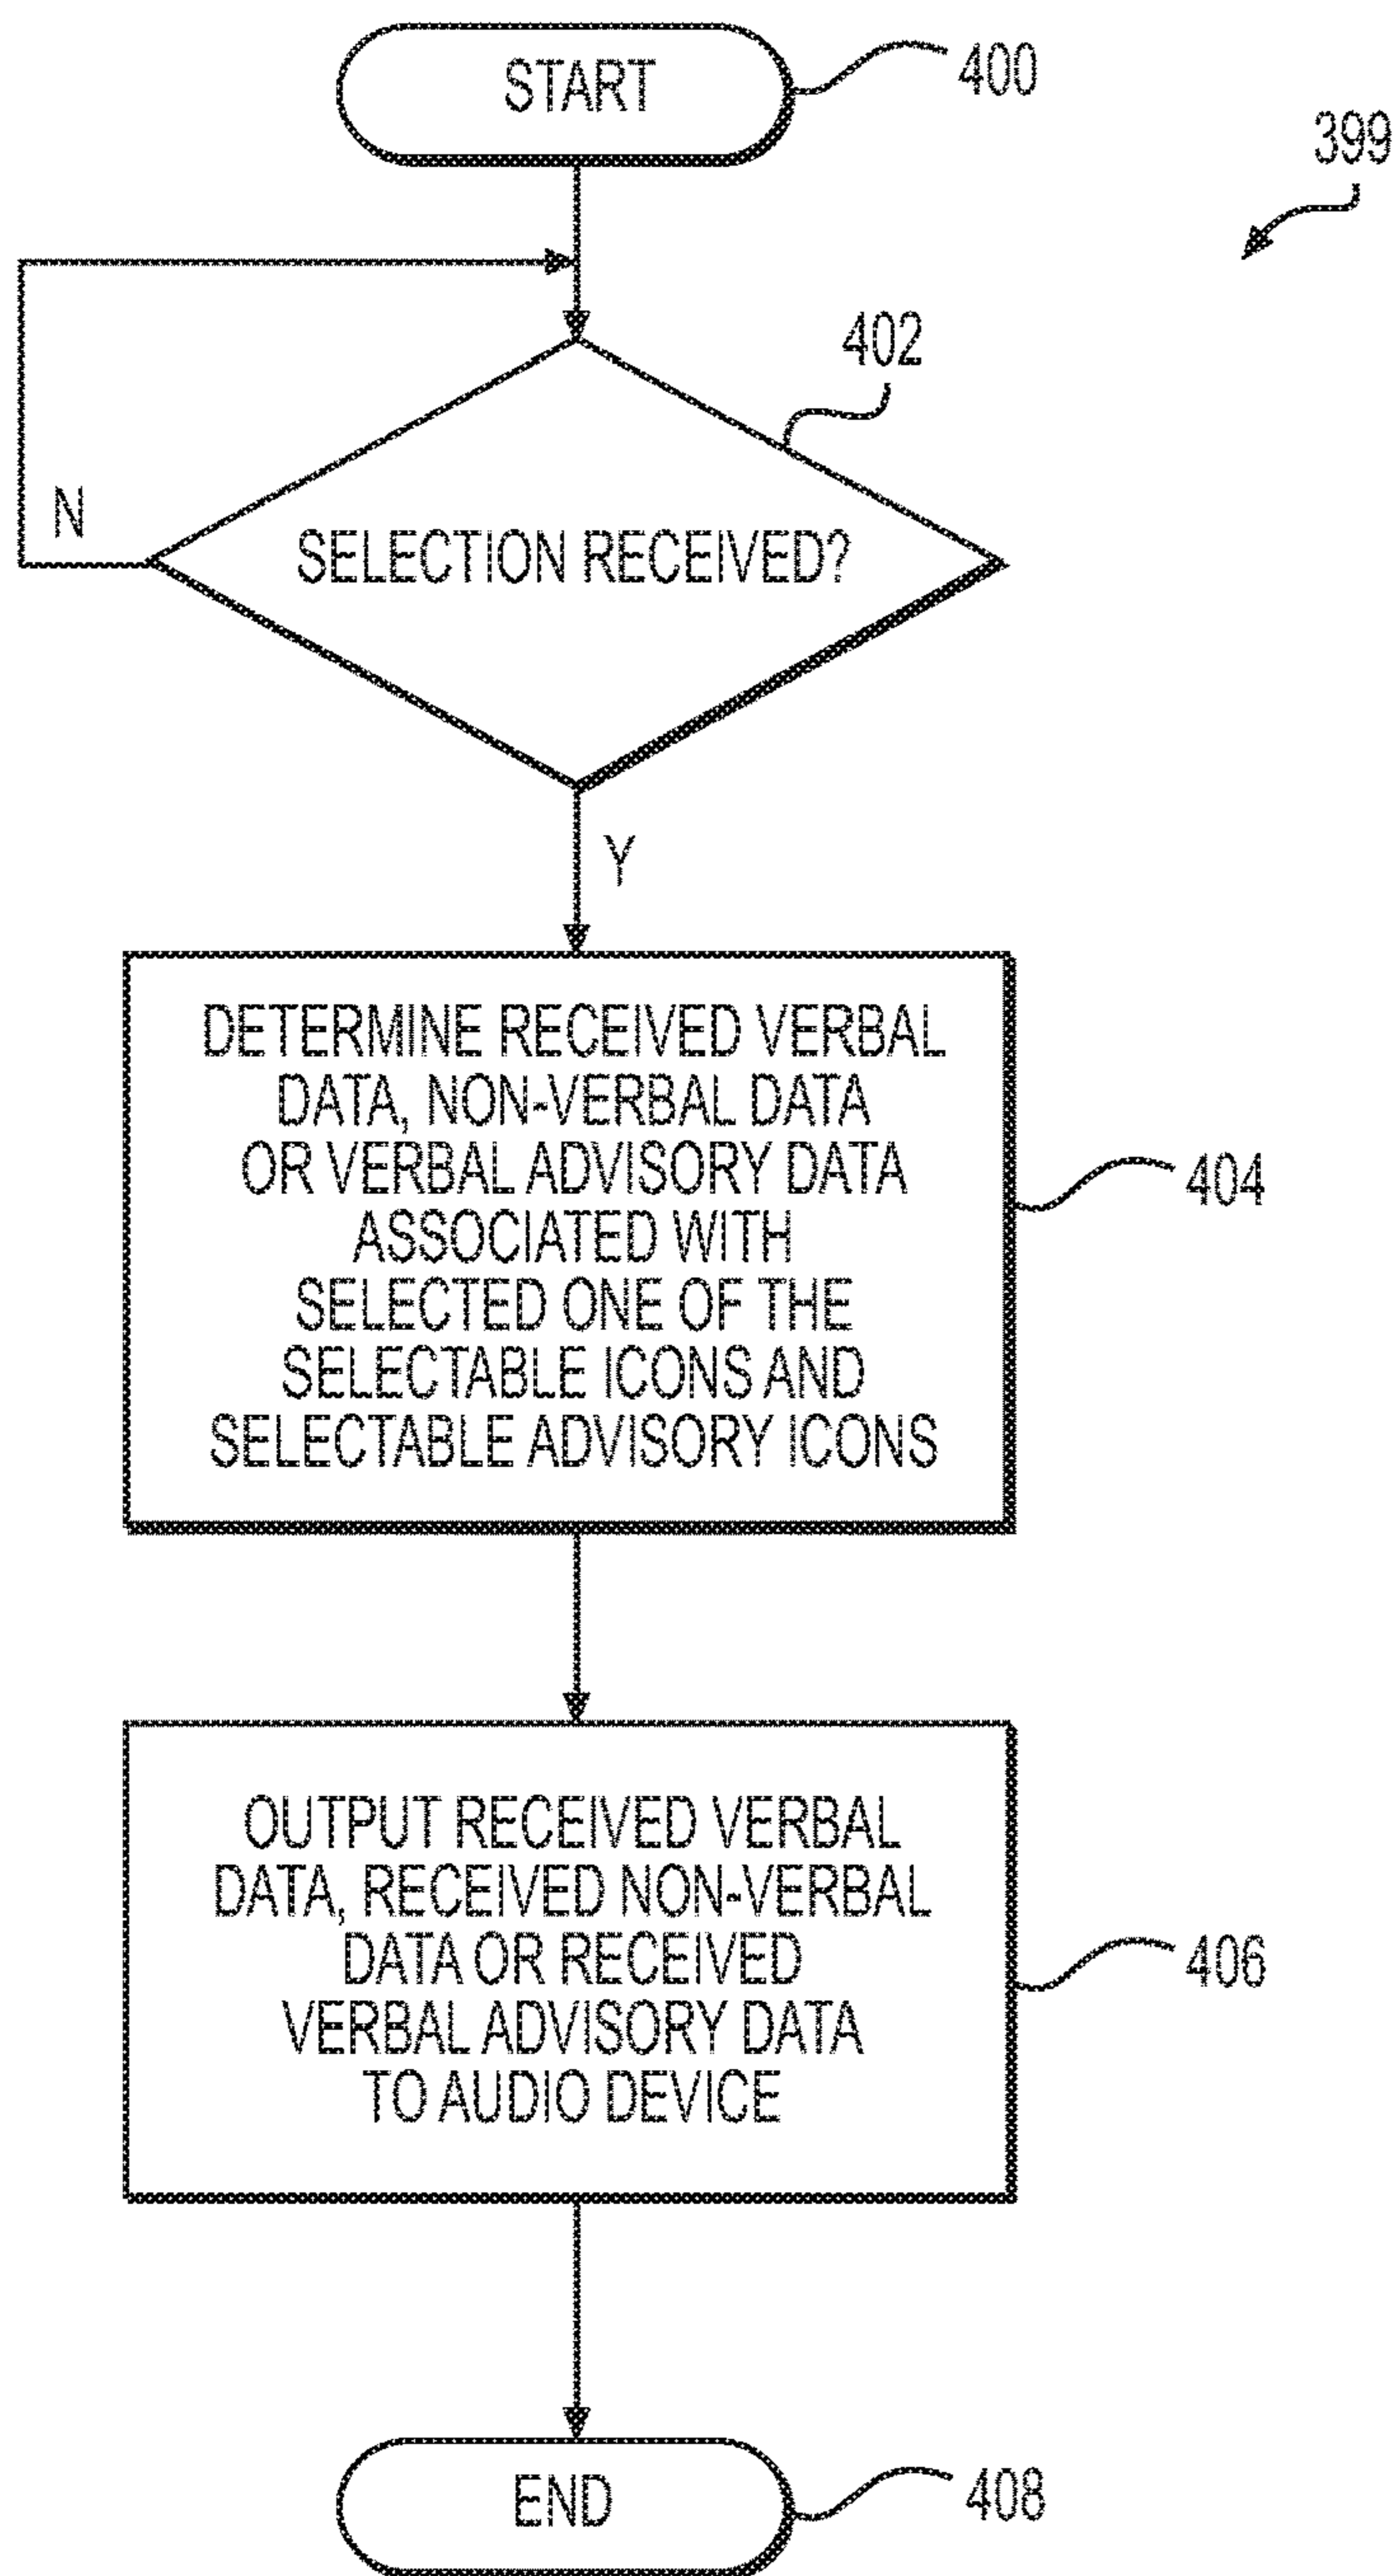 START
400
399
402
SELECTION RECEIVED?
N
Y
DETERMINE RECEIVED VERBAL
DATA, NON-VERBAL DATA
OR VERBAL ADVISORY DATA
ASSOCIATED WITH
SELECTED ONE OF THE
SELECTABLE ICONS AND
SELECTABLE ADVISORY ICONS
404
OUTPUT RECEIVED VERBAL
DATA, RECEIVED NON-VERBAL
DATA OR RECEIVED
VERBAL ADVISORY DATA
TO AUDIO DEVICE
406
END
408